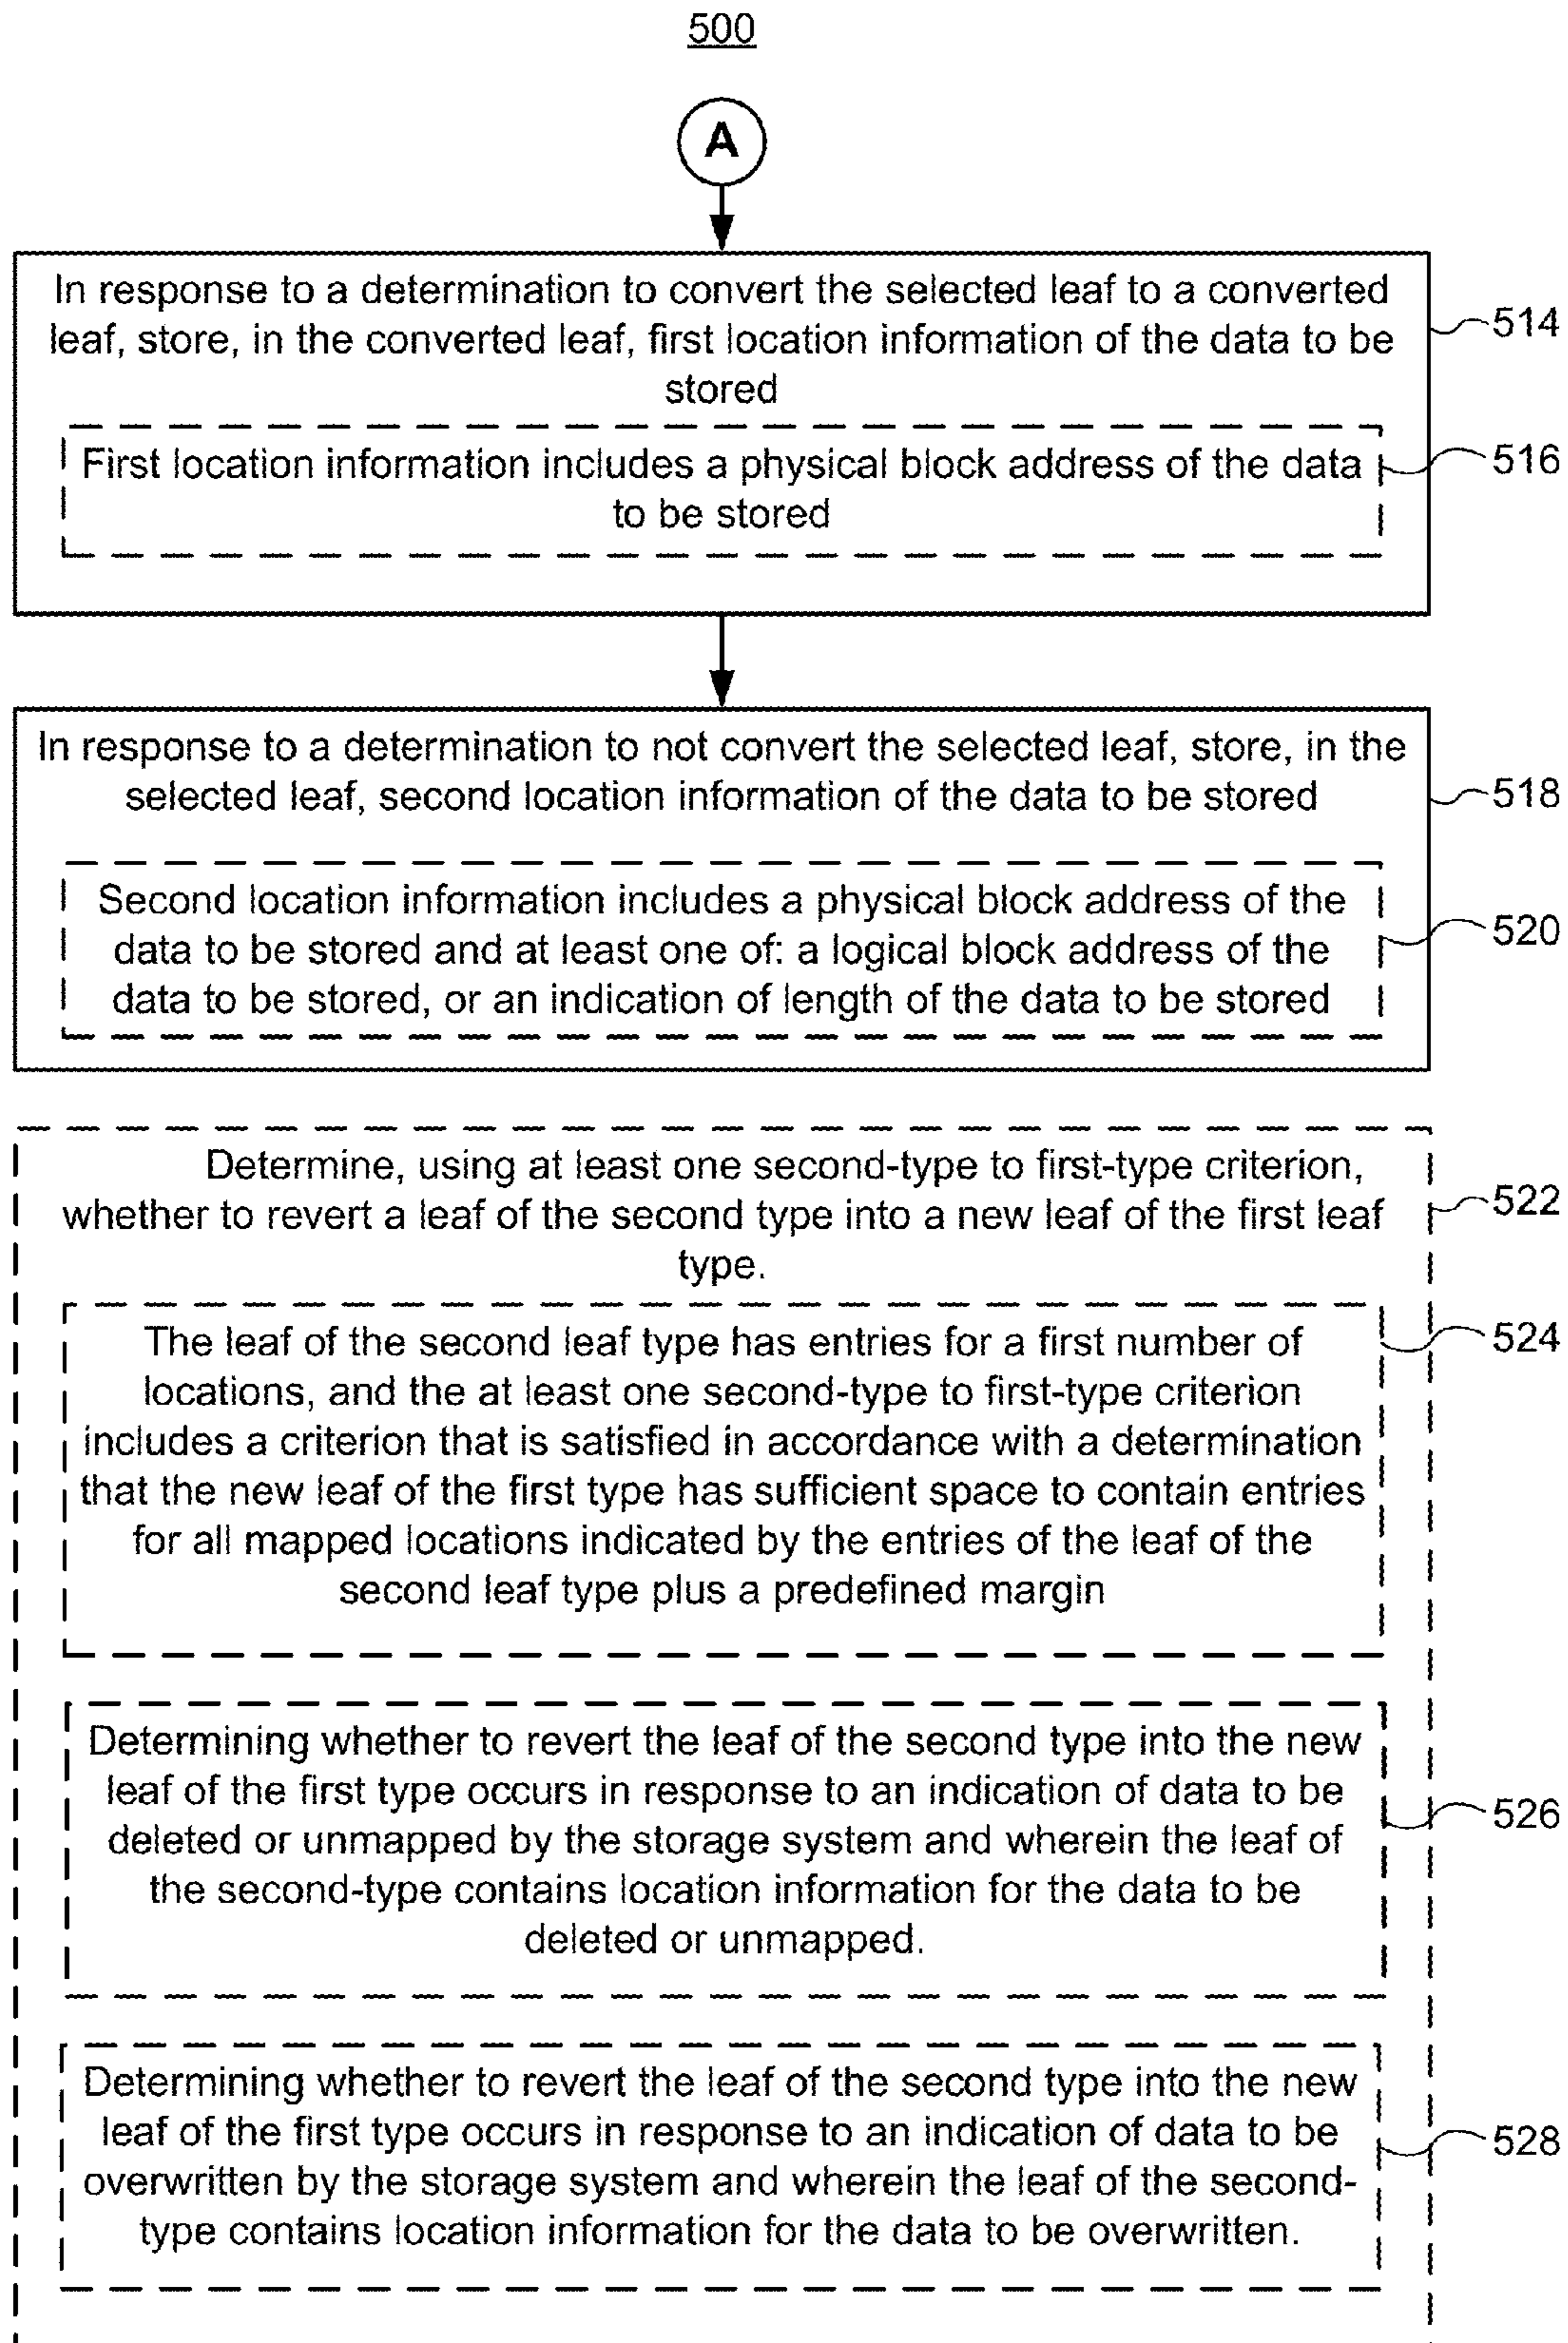 500
A
In response to a determination to convert the selected leaf to a converted
leaf, store, in the converted leaf, first location information of the data to be
stored
514
First location information includes a physical block address of the data
to be stored
516
In response to a determination to not convert the selected leaf, store, in the
selected leaf, second location information of the data to be stored
518
Second location information includes a physical block address of the
data to be stored and at least one of: a logical block address of the
data to be stored, or an indication of length of the data to be stored
520
Determine, using at least one second-type to first-type criterion,
whether to revert a leaf of the second type into a new leaf of the first leaf
type.
522
The leaf of the second leaf type has entries for a first number of
locations, and the at least one second-type to first-type criterion
includes a criterion that is satisfied in accordance with a determination
that the new leaf of the first type has sufficient space to contain entries
for all mapped locations indicated by the entries of the leaf of the
second leaf type plus a predefined margin
524
Determining whether to revert the leaf of the second type into the new
leaf of the first type occurs in response to an indication of data to be
deleted or unmapped by the storage system and wherein the leaf of
the second-type contains location information for the data to be
deleted or unmapped.
526
Determining whether to revert the leaf of the second type into the new
leaf of the first type occurs in response to an indication of data to be
overwritten by the storage system and wherein the leaf of the second-
type contains location information for the data to be overwritten.
528